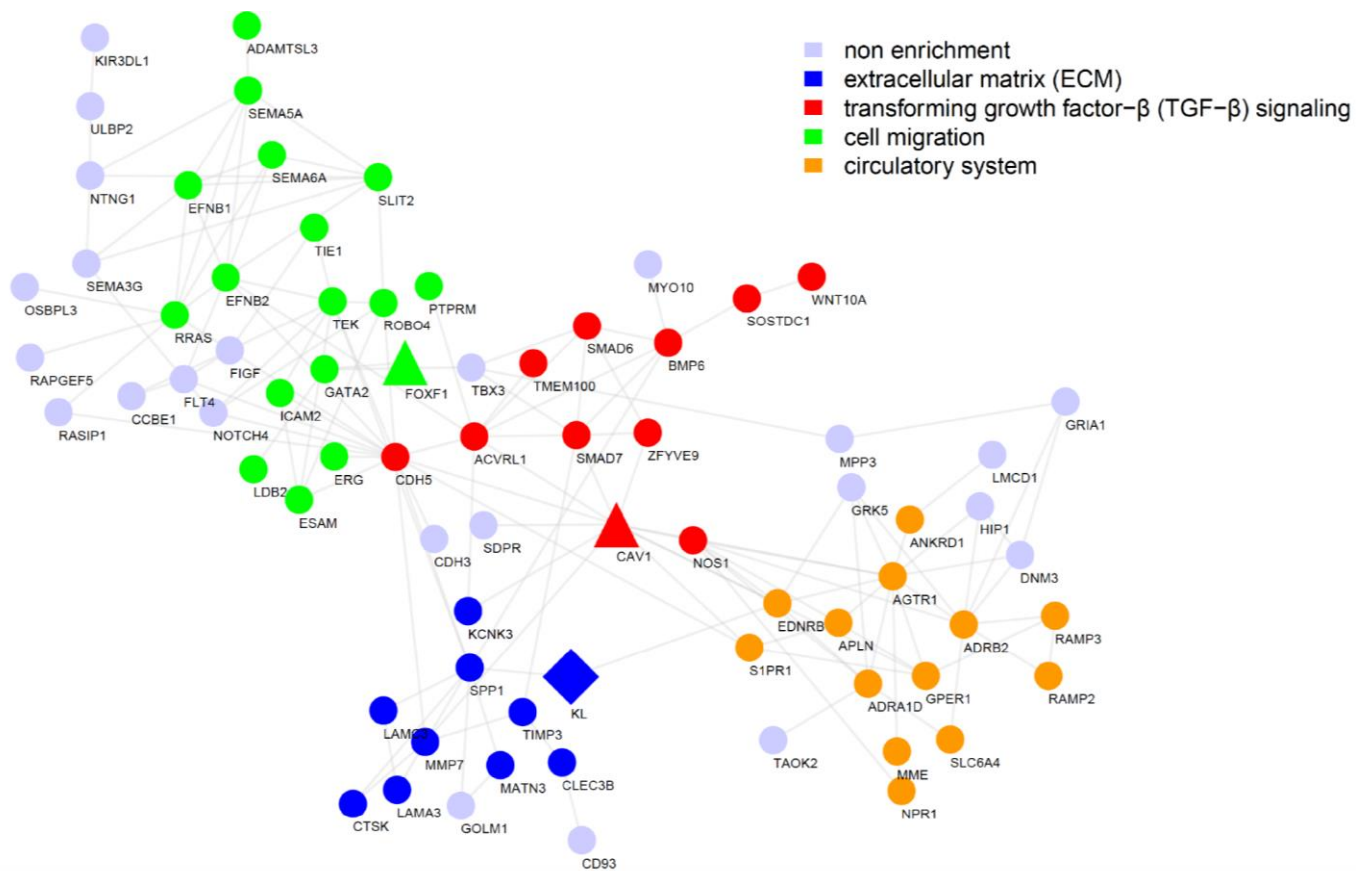 non enrichment
extracellular matrix (ECM)
transforming growth factor−β (TGF−β) signaling
cell migration
circulatory system
ADAMTSL3
KIR3DL1
SEMA5A
ULBP2
SEMA6A
NTNG1
EFNB1
SLIT2
TIE1
SEMA3G
EFNB2
MYO10
OSBPL3
PTPRM
WNT10A
TEK
ROBO4
SOSTDC1
RRAS
SMAD6
BMP6
RAPGEF5
FIGF
GATA2
FOXF1
TBX3
TMEM100
CCBE1
FLT4
ICAM2
RASIP1
NOTCH4
GRIA1
ACVRL1
SMAD7
ZFYVE9
MPP3
LMCD1
LDB2
ERG
CDH5
GRK5
ESAM
ANKRD1
HIP1
CDH3
SDPR
CAV1
NOS1
DNM3
AGTR1
KCNK3
EDNRB
APLN
ADRB2
RAMP3
S1PR1
SPP1
KL
ADRA1D
GPER1
RAMP2
TIMP3
MMP7
TAOK2
SLC6A4
MME
MATN3
CLEC3B
CTSK
LAMA3
GOLM1
NPR1
CD93